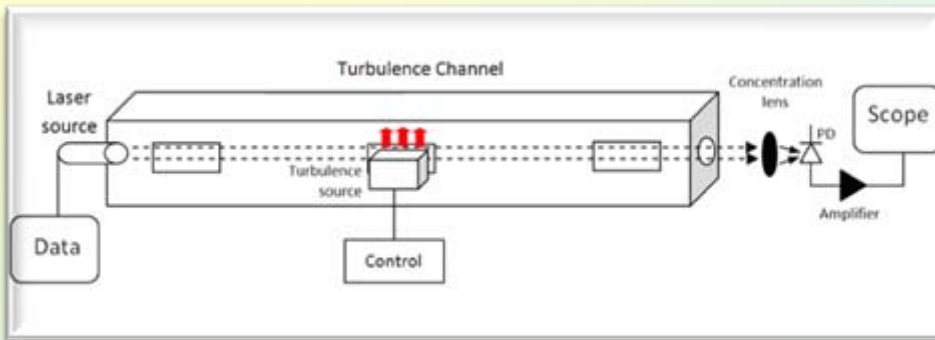 Turbulence Channel
Laser
source
Concentration
lens
Scope
PD
Turbulence
source
Amplifier
Data
Control